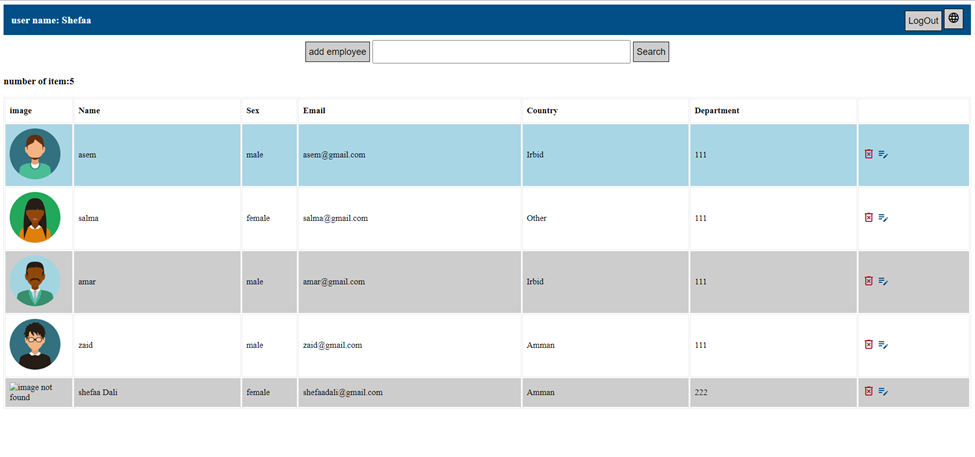 user name: Shefaa
LogOut
add employee
Search
number of item:5
image Name Sex Email Country Department
asem male asem@gmail.com Irbid 111
salma female salma@gmail.com Other 111
amar male amar@gmail.com Irbid 111
zaid male zaid@gmail.com Amman 111
image not
found
shefaa Dali female shefaadali@gmail.com Amman 222